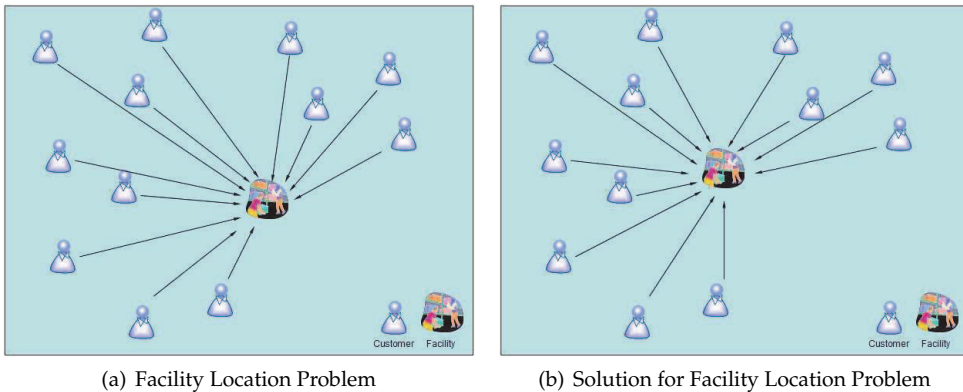 Customer Facility
Customer Facility
(a) Facility Location Problem
(b) Solution for Facility Location Problem